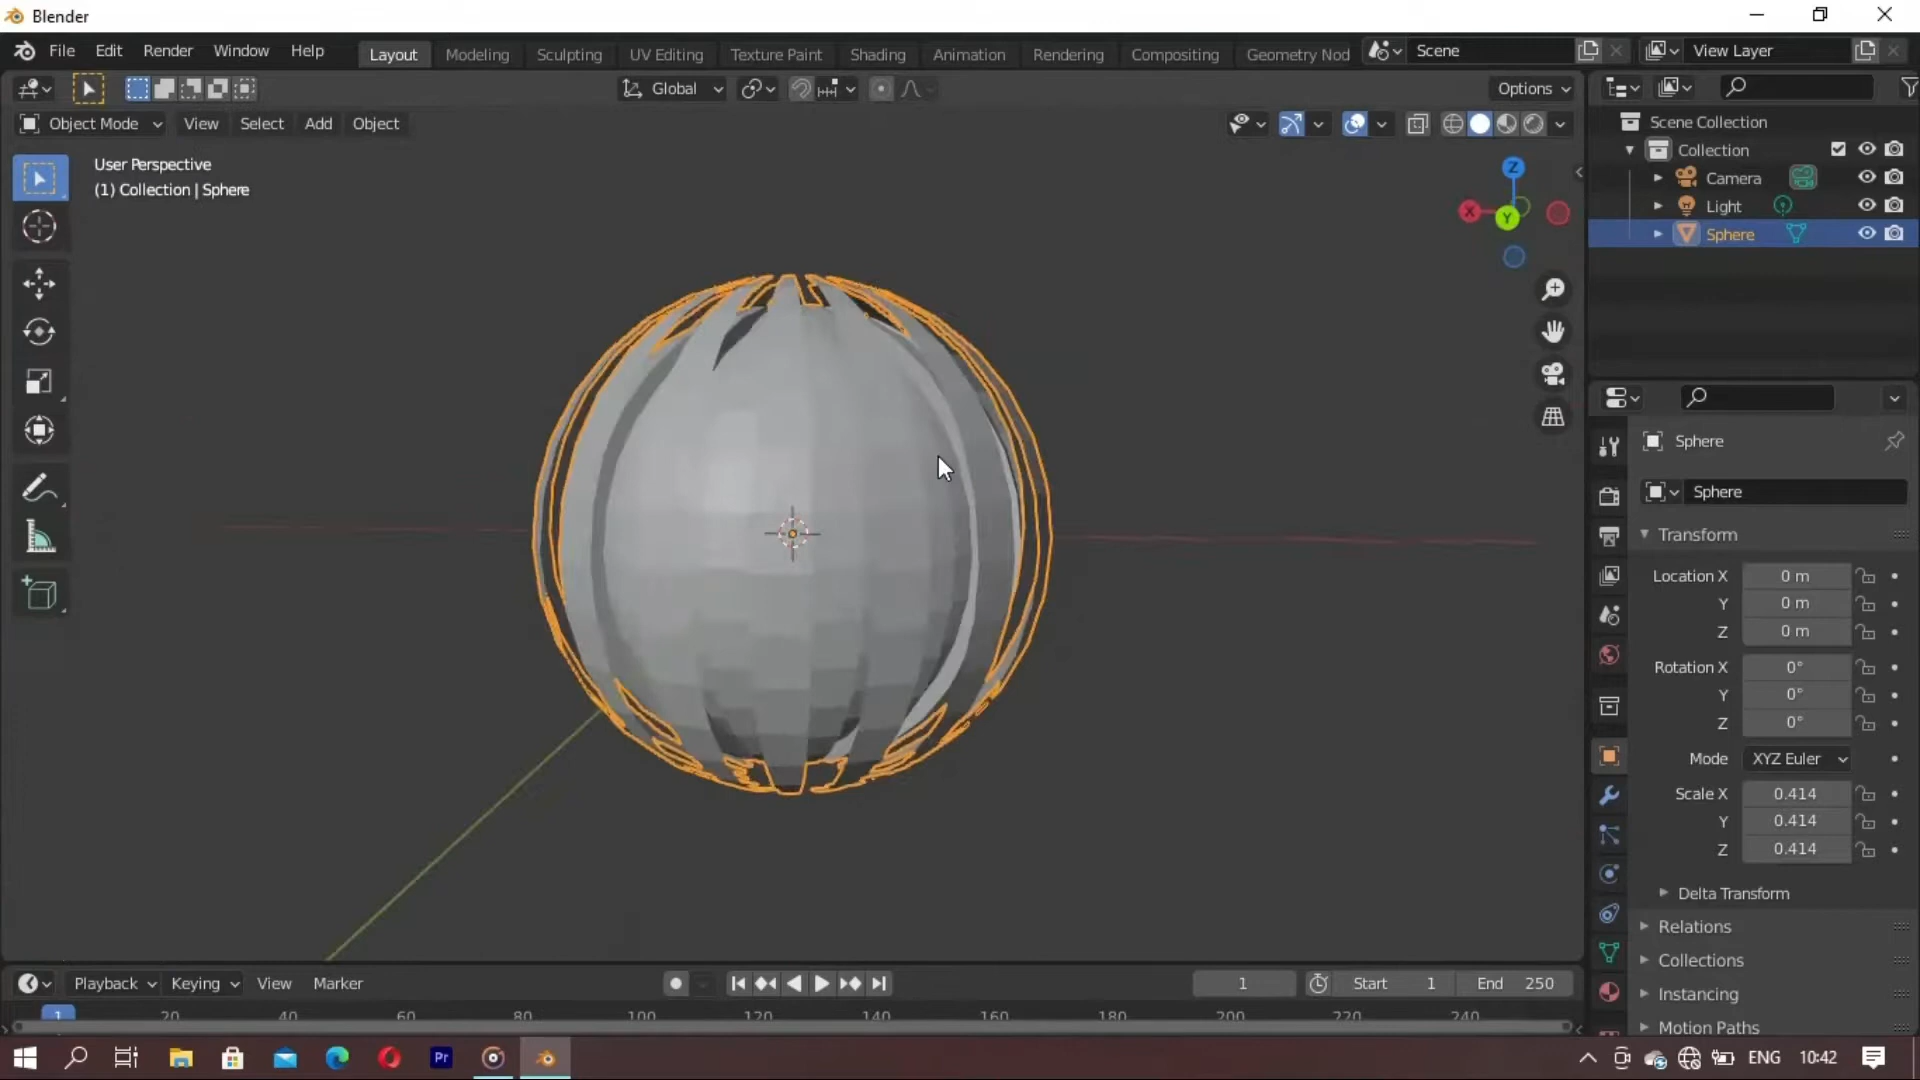 Blender
File Edit Render Window Help Layout Modeling Sculpting UV Editing Texture Paint Shading Animation Rendering Compositing Geometry Nod Scene View Layer
Global Options
Object Mode View Select Add Object
User Perspective
(1) Collection | Sphere
Z
X
Y
Scene Collection
Collection
Camera
Light
Sphere
Sphere
Sphere
Transform
Location X 0 m
Y 0 m
Z 0 m
Rotation X 0°
Y 0°
Z 0°
Mode XYZ Euler
Scale X 0.414
Y 0.414
Z 0.414
Delta Transform
Relations
Collections
Instancing
Motion Paths
Playback Keying View Marker 1 Start 1 End 250
1 20 40 60 80 100 120 140 160 180 200 220 240
Pr ENG 10:42